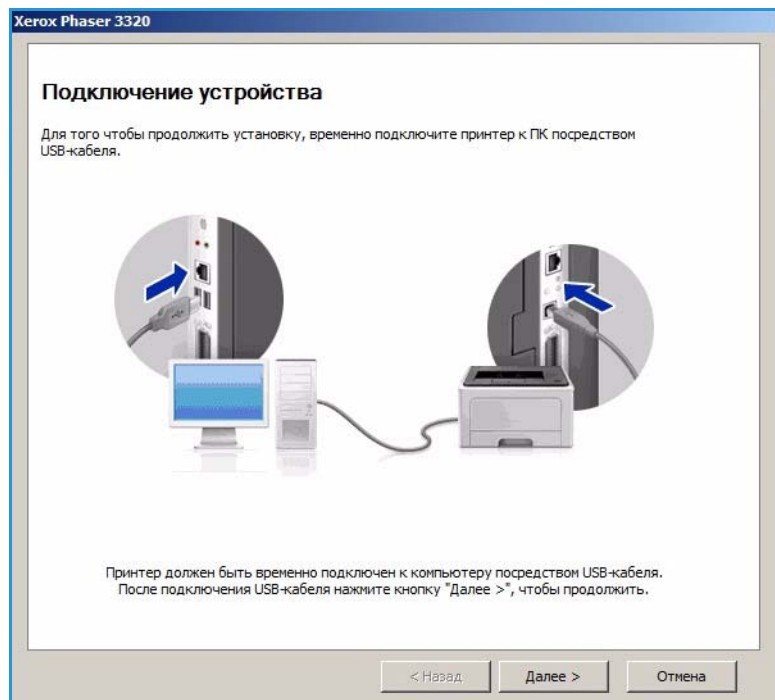 Xerox Phaser 3320
Подключение устройства
Для того чтобы продолжить установку, временно подключите принтер к ПК посредством
USB-кабеля.
Принтер должен быть временно подключен к компьютеру посредством USB-кабеля.
После подключения USB-кабеля нажмите кнопку "Далее >", чтобы продолжить.
< Назад
Далее >
Отмена